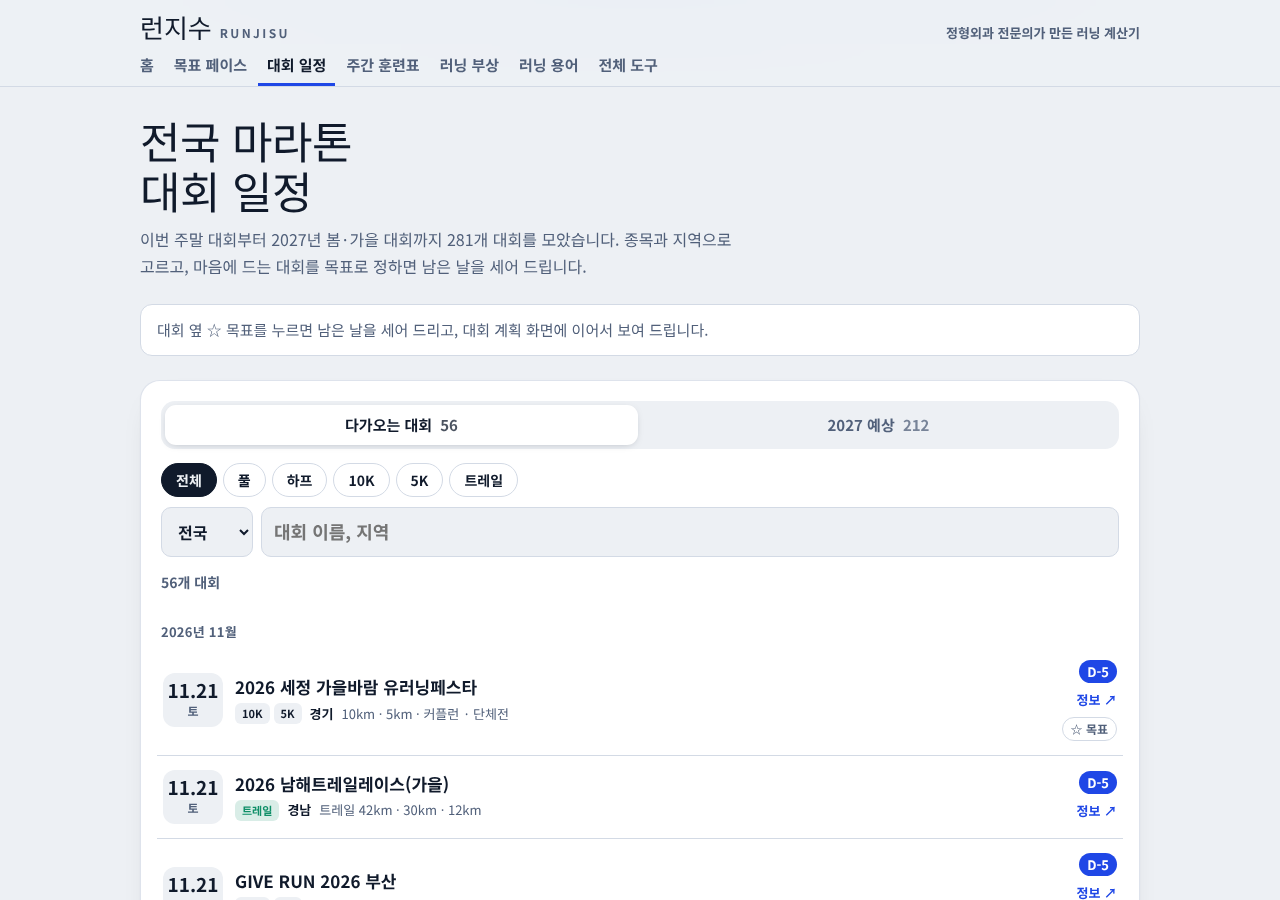 런지수 RUNJISU
정형외과 전문의가 만든 러닝 계산기
홈 목표 페이스 대회 일정 주간 훈련표 러닝 부상 러닝 용어 전체 도구
전국 마라톤
대회 일정
이번 주말 대회부터 2027년 봄·가을 대회까지 281개 대회를 모았습니다. 종목과 지역으로
고르고, 마음에 드는 대회를 목표로 정하면 남은 날을 세어 드립니다.
대회 옆 ☆ 목표를 누르면 남은 날을 세어 드리고, 대회 계획 화면에 이어서 보여 드립니다.
다가오는 대회 56
2027 예상 212
전체 풀 하프 10K 5K 트레일
전국
대회 이름, 지역
56개 대회
2026년 11월
11.21
토
2026 세정 가을바람 유러닝페스타
10K 5K 경기 10km · 5km · 커플런 · 단체전
D-5
정보 ↗
☆ 목표
11.21
토
2026 남해트레일레이스(가을)
트레일 경남 트레일 42km · 30km · 12km
D-5
정보 ↗
11.21
GIVE RUN 2026 부산
D-5
정보 ↗